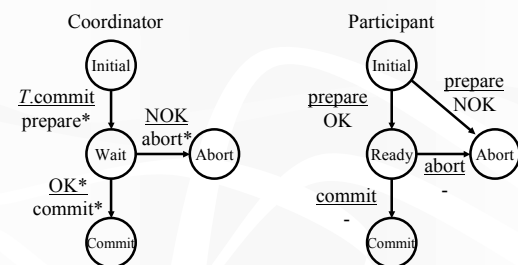 Coordinator
Initial
T.commit
prepare*
Wait
NOK
abort*
Abort
OK*
commit*
Commit
Participant
Initial
prepare
OK
prepare
NOK
Ready
abort
-
Abort
commit
-
Commit